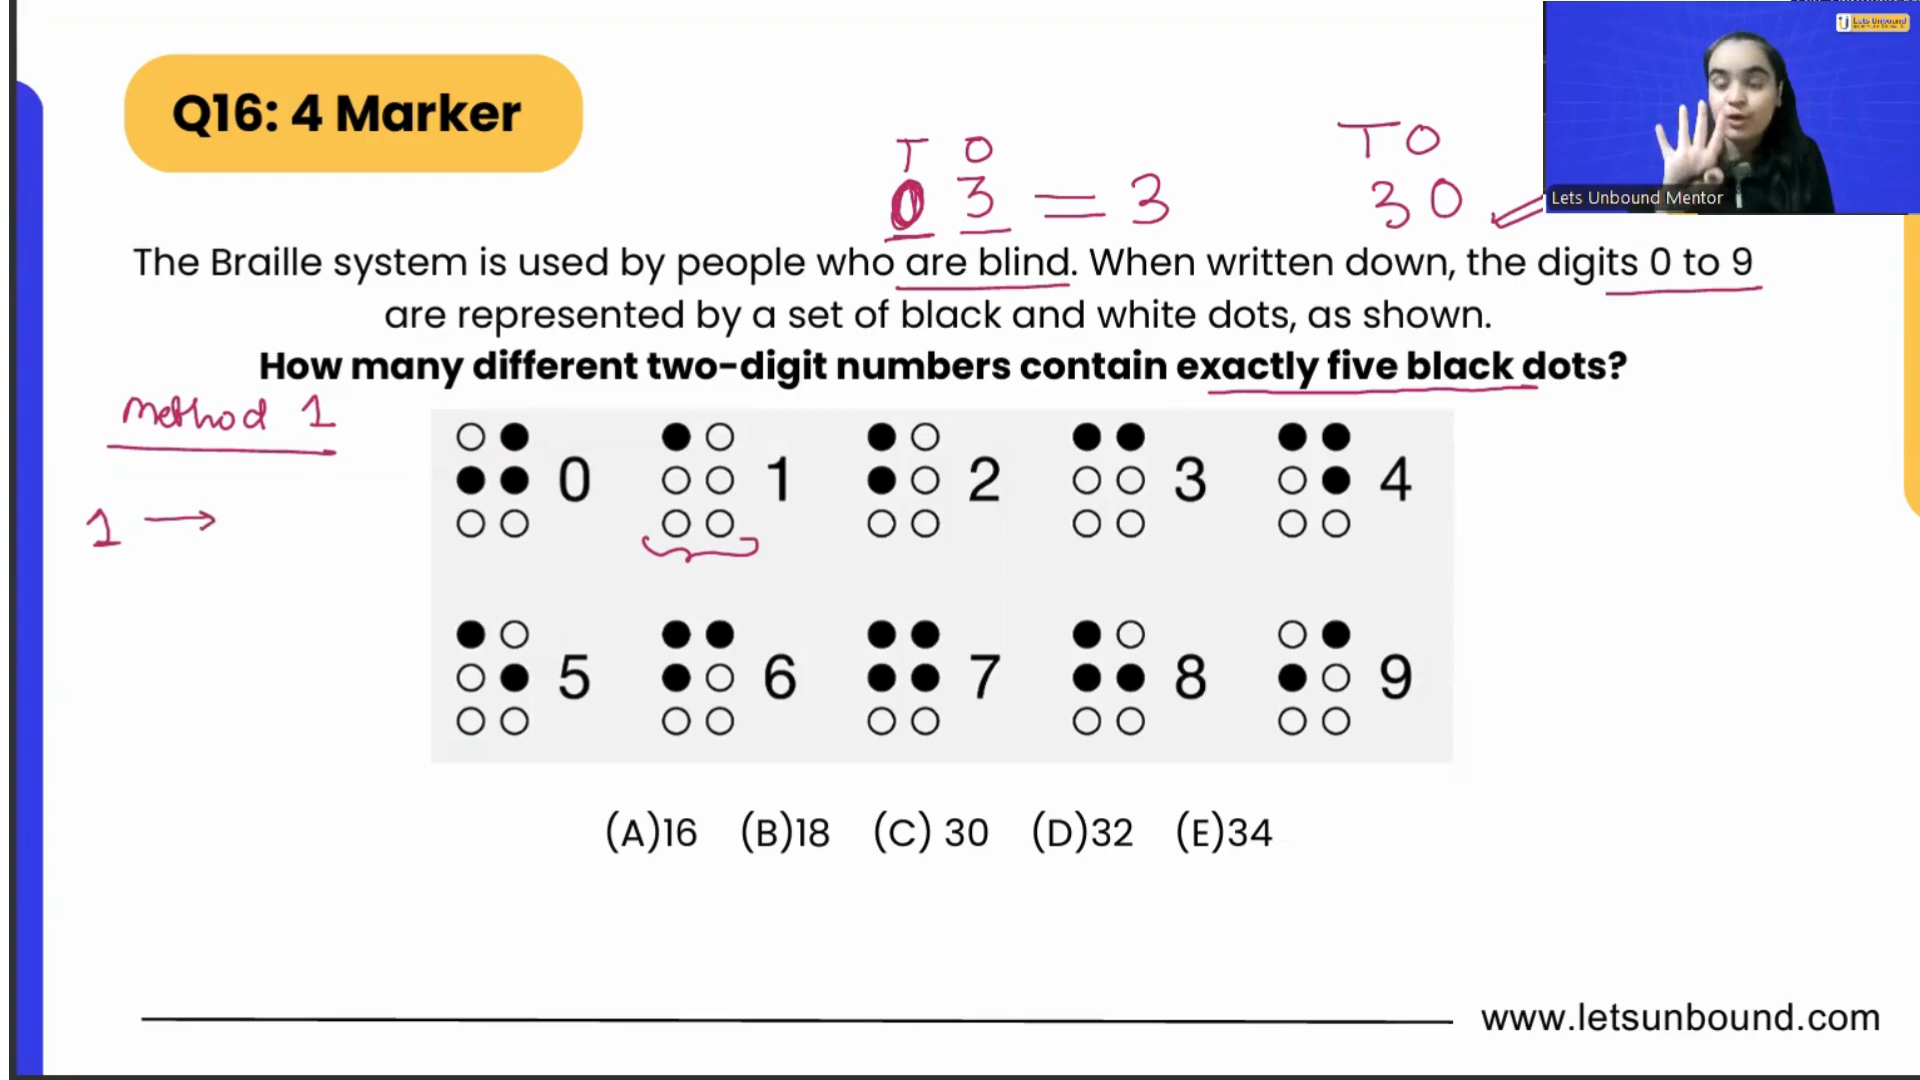 Lets Unbound
Q16: 4 Marker
T O
T O
0 3 = 3
3 0
Lets Unbound Mentor
The Braille system is used by people who are blind. When written down, the digits 0 to 9
are represented by a set of black and white dots, as shown.
How many different two-digit numbers contain exactly five black dots?
Method 1
1 →
0 1 2 3 4
5 6 7 8 9
(A)16 (B)18 (C) 30 (D)32 (E)34
www.letsunbound.com